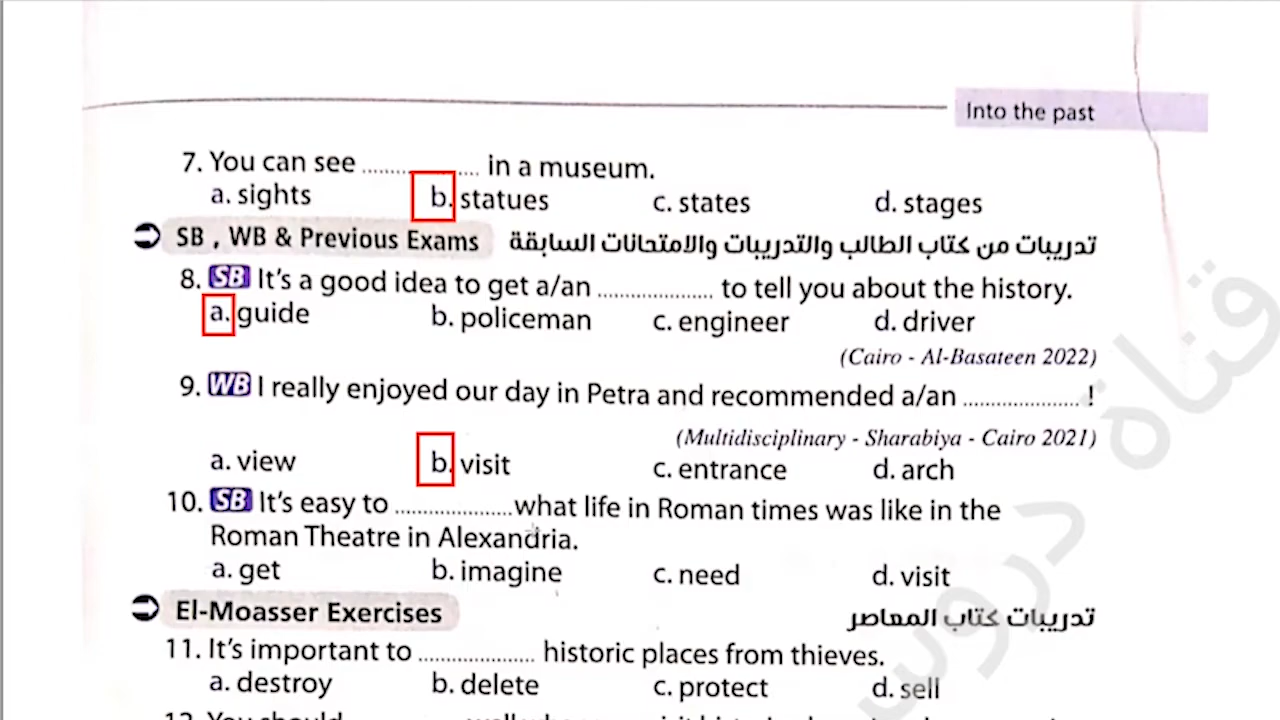 Into the past
7. You can see .................... in a museum.
a. sights b. statues c. states d. stages
SB , WB & Previous Exams تدريبات من كتاب الطالب والتدريبات والامتحانات السابقة
8. SB It's a good idea to get a/an .................... to tell you about the history.
a. guide b. policeman c. engineer d. driver
(Cairo - Al-Basateen 2022)
9. WB I really enjoyed our day in Petra and recommended a/an .................... !
(Multidisciplinary - Sharabiya - Cairo 2021)
a. view b. visit c. entrance d. arch
10. SB It's easy to .................... what life in Roman times was like in the
Roman Theatre in Alexandria.
a. get b. imagine c. need d. visit
El-Moasser Exercises تدريبات كتاب المعاصر
11. It's important to .................... historic places from thieves.
a. destroy b. delete c. protect d. sell
قناة دروس